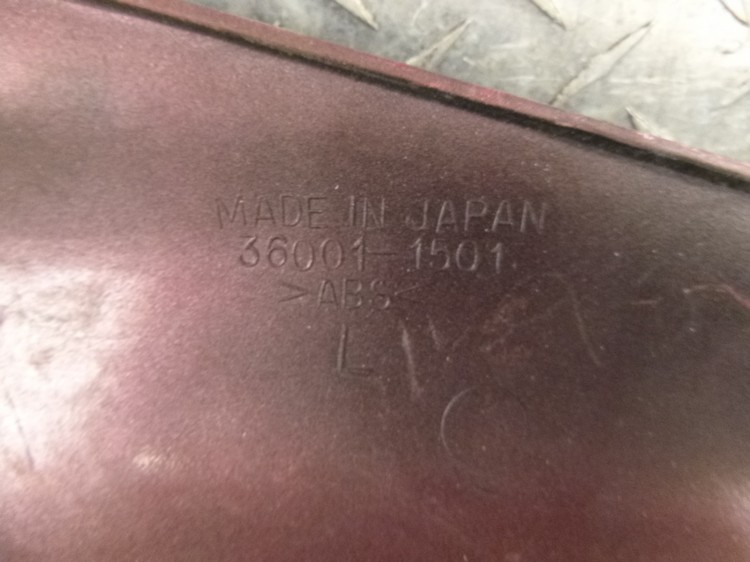 MADE IN JAPAN
36001-1501
>ABS<
L